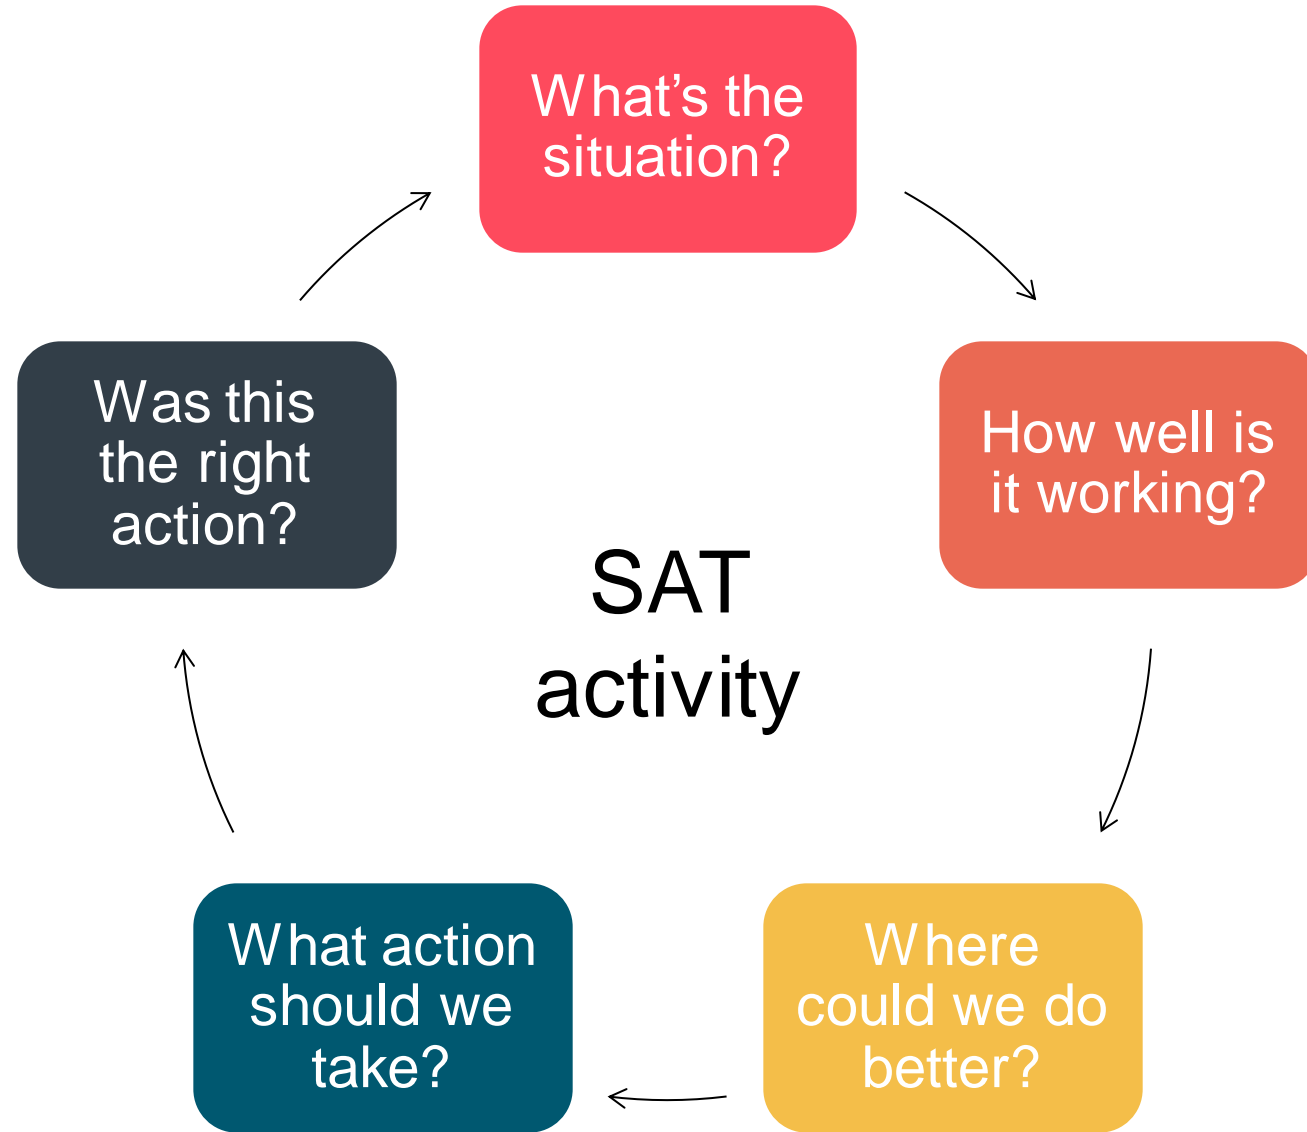 What’s the
situation?
How well is
it working?
Where
could we do
better?
What action
should we
take?
Was this
the right
action?
SAT
activity